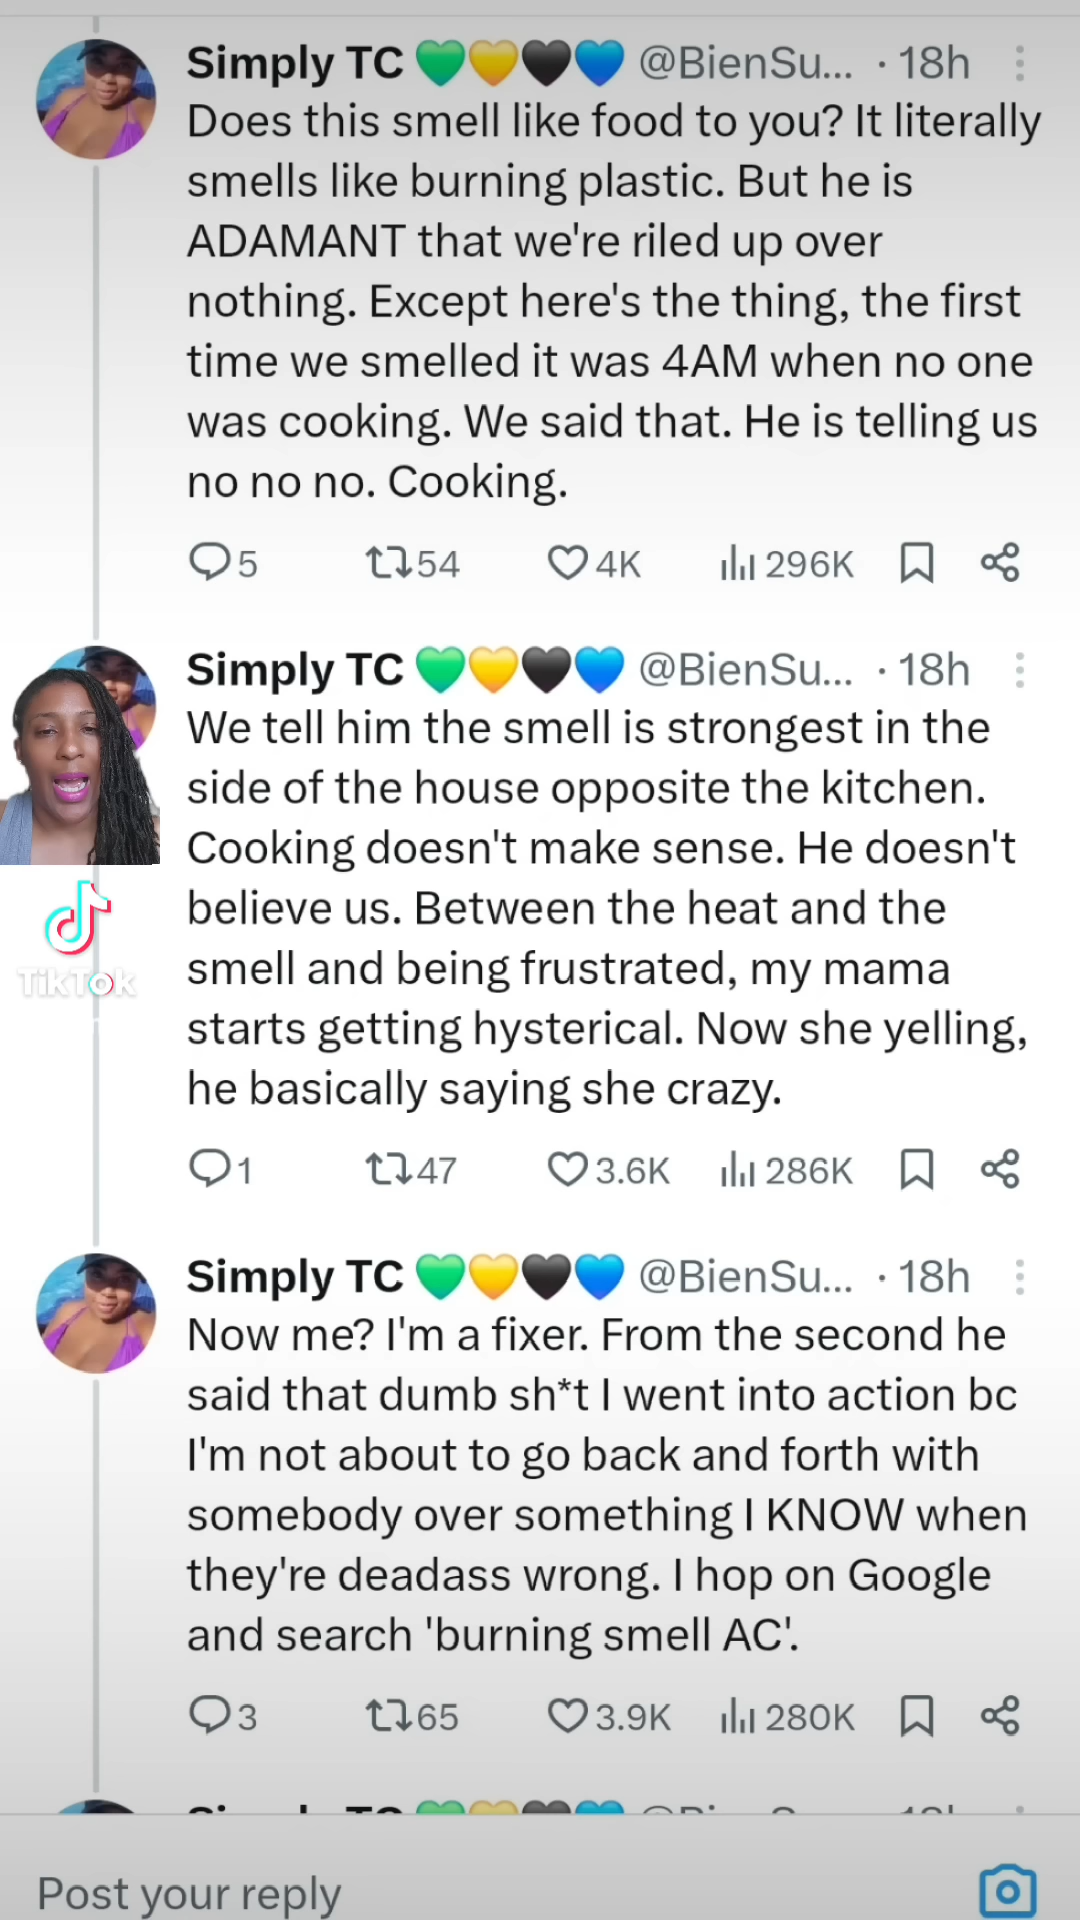 Simply TC 💚💛🖤💙 @BienSu... · 18h
Does this smell like food to you? It literally
smells like burning plastic. But he is
ADAMANT that we're riled up over
nothing. Except here's the thing, the first
time we smelled it was 4AM when no one
was cooking. We said that. He is telling us
no no no. Cooking.
5 54 4K 296K
Simply TC 💚💛🖤💙 @BienSu... · 18h
We tell him the smell is strongest in the
side of the house opposite the kitchen.
Cooking doesn't make sense. He doesn't
believe us. Between the heat and the
smell and being frustrated, my mama
starts getting hysterical. Now she yelling,
he basically saying she crazy.
1 47 3.6K 286K
TikTok
Simply TC 💚💛🖤💙 @BienSu... · 18h
Now me? I'm a fixer. From the second he
said that dumb sh*t I went into action bc
I'm not about to go back and forth with
somebody over something I KNOW when
they're deadass wrong. I hop on Google
and search 'burning smell AC'.
3 65 3.9K 280K
Post your reply